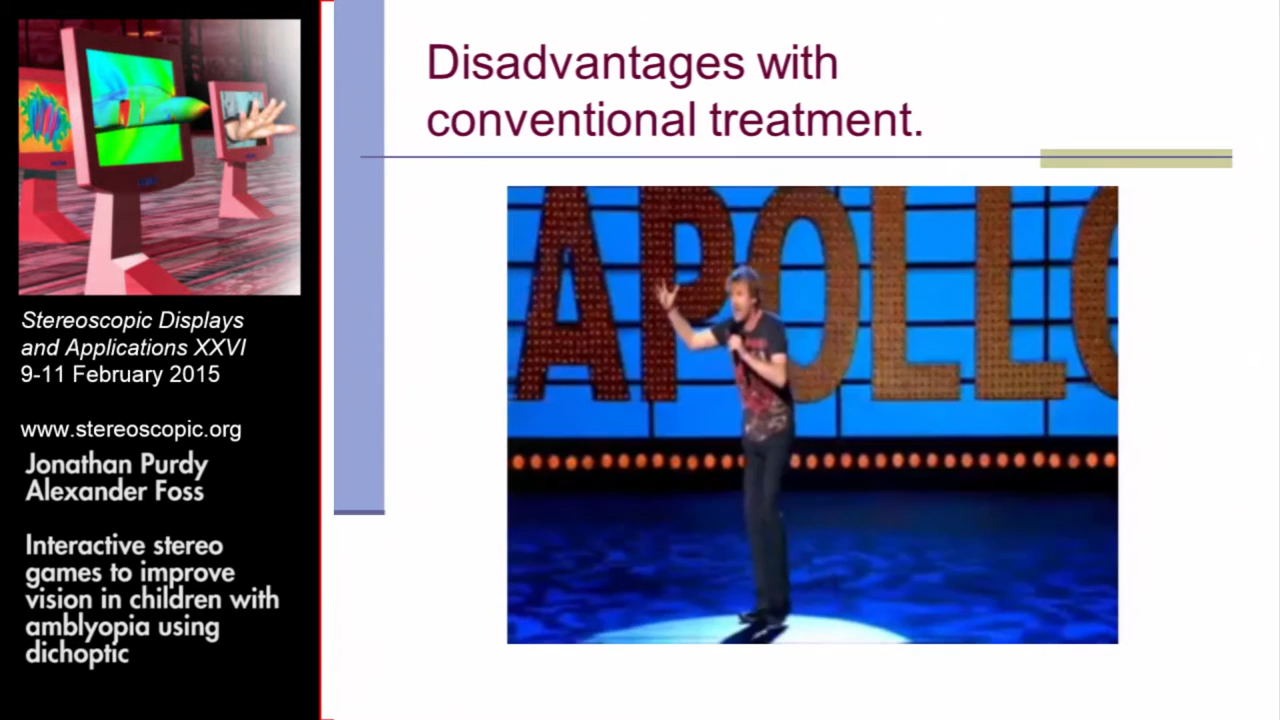 Disadvantages with
conventional treatment.
APOLLO
Stereoscopic Displays
and Applications XXVI
9-11 February 2015
www.stereoscopic.org
Jonathan Purdy
Alexander Foss
Interactive stereo
games to improve
vision in children with
amblyopia using
dichoptic